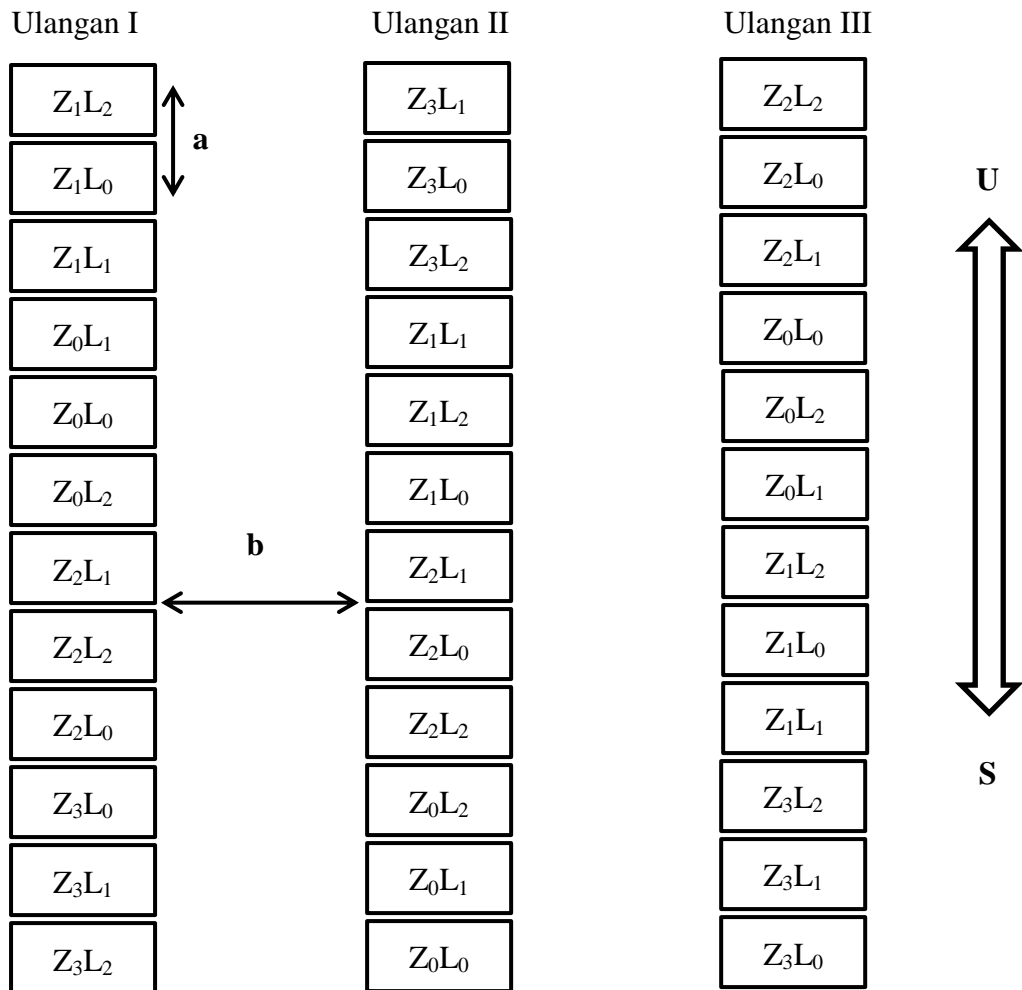 Ulangan I Ulangan II Ulangan III
Z₁L₂ Z₃L₁ Z₂L₂
a
Z₁L₀ Z₃L₀ Z₂L₀ U
Z₁L₁ Z₃L₂ Z₂L₁
Z₀L₁ Z₁L₁ Z₀L₀
Z₀L₀ Z₁L₂ Z₀L₂
Z₀L₂ Z₁L₀ Z₀L₁
b
Z₂L₁ Z₂L₁ Z₁L₂
Z₂L₂ Z₂L₀ Z₁L₀
Z₂L₀ Z₂L₂ Z₁L₁
S
Z₃L₀ Z₀L₂ Z₃L₂
Z₃L₁ Z₀L₁ Z₃L₁
Z₃L₂ Z₀L₀ Z₃L₀